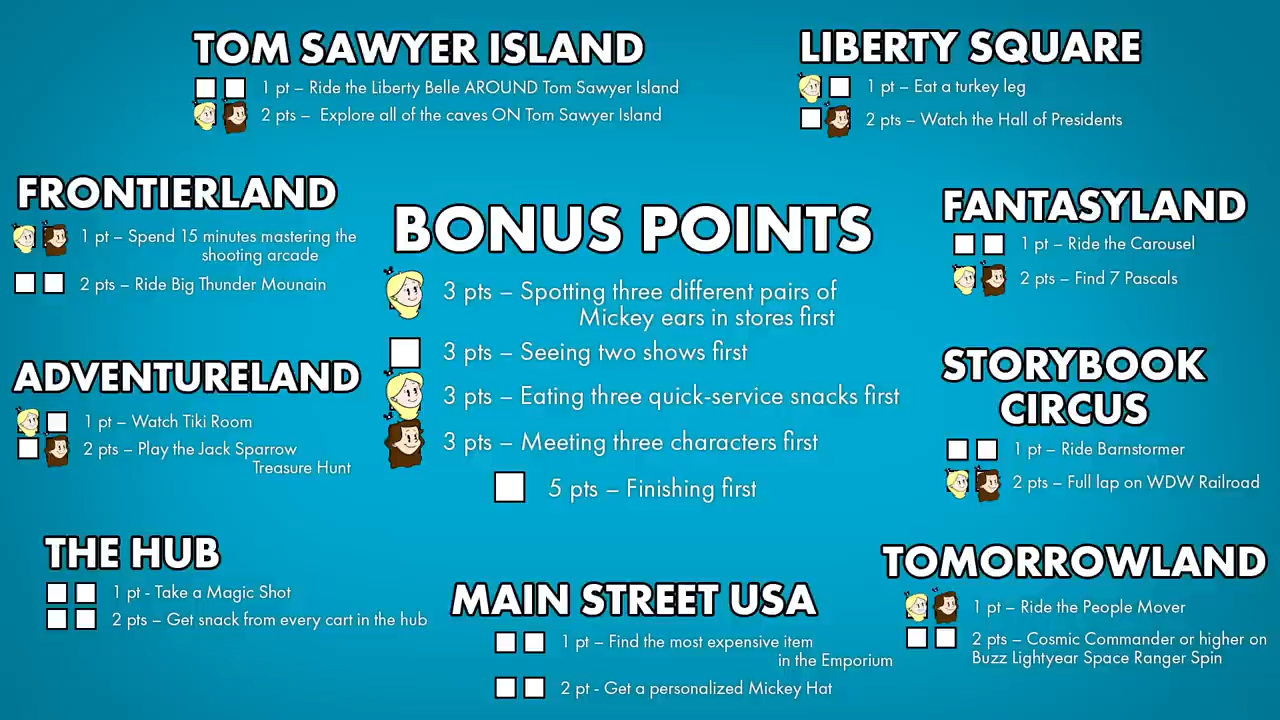 TOM SAWYER ISLAND
1 pt – Ride the Liberty Belle AROUND Tom Sawyer Island
2 pts – Explore all of the caves ON Tom Sawyer Island
LIBERTY SQUARE
1 pt – Eat a turkey leg
2 pts – Watch the Hall of Presidents
FRONTIERLAND
1 pt – Spend 15 minutes mastering the
shooting arcade
2 pts – Ride Big Thunder Mounain
BONUS POINTS
3 pts – Spotting three different pairs of
Mickey ears in stores first
3 pts – Seeing two shows first
3 pts – Eating three quick-service snacks first
3 pts – Meeting three characters first
5 pts – Finishing first
FANTASYLAND
1 pt – Ride the Carousel
2 pts – Find 7 Pascals
ADVENTURELAND
1 pt – Watch Tiki Room
2 pts – Play the Jack Sparrow
Treasure Hunt
STORYBOOK
CIRCUS
1 pt – Ride Barnstormer
2 pts – Full lap on WDW Railroad
THE HUB
1 pt - Take a Magic Shot
2 pts – Get snack from every cart in the hub
MAIN STREET USA
1 pt – Find the most expensive item
in the Emporium
2 pt - Get a personalized Mickey Hat
TOMORROWLAND
1 pt – Ride the People Mover
2 pts – Cosmic Commander or higher on
Buzz Lightyear Space Ranger Spin